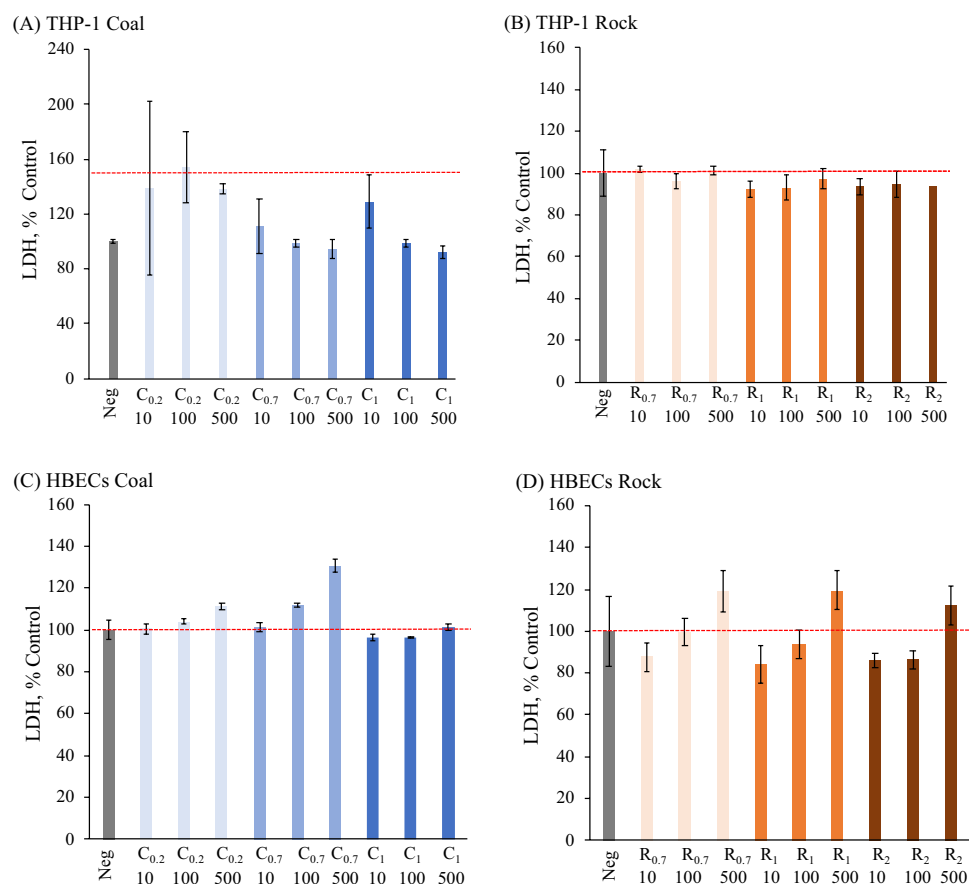 (A) THP-1 Coal
LDH, % Control
240
200
160
120
80
40
0
Neg
C0.2 C0.2 C0.2 C0.7 C0.7 C0.7 C1 C1 C1
10 100 500 10 100 500 10 100 500
(B) THP-1 Rock
LDH, % Control
160
140
120
100
80
60
40
20
0
Neg
R0.7 R0.7 R0.7 R1 R1 R1 R2 R2 R2
10 100 500 10 100 500 10 100 500
(C) HBECs Coal
LDH, % Control
160
140
120
100
80
60
40
20
0
Neg
C0.2 C0.2 C0.2 C0.7 C0.7 C0.7 C1 C1 C1
10 100 500 10 100 500 10 100 500
(D) HBECs Rock
LDH, % Control
160
140
120
100
80
60
40
20
0
Neg
R0.7 R0.7 R0.7 R1 R1 R1 R2 R2 R2
10 100 500 10 100 500 10 100 500